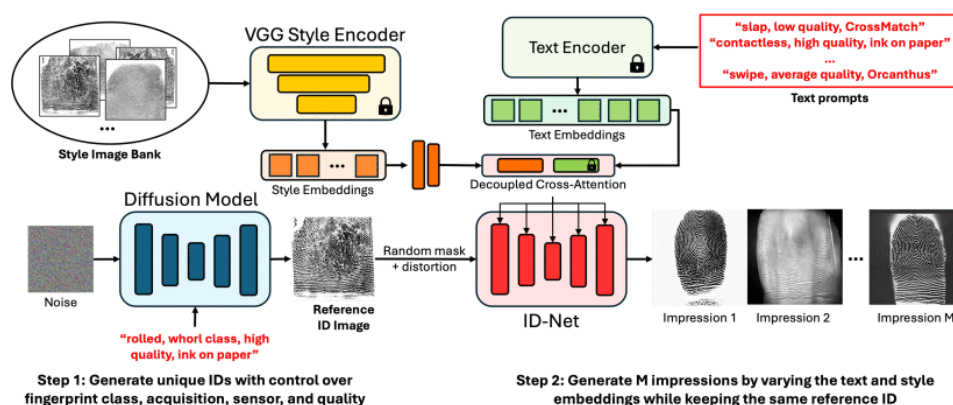 VGG Style Encoder
Text Encoder
“slap, low quality, CrossMatch”
“contactless, high quality, ink on paper”
...
“swipe, average quality, Orcanthus”
Text prompts
...
Style Image Bank
...
Text Embeddings
...
Style Embeddings
Decoupled Cross-Attention
Diffusion Model
Noise
Reference
ID Image
Random mask
+ distortion
ID-Net
...
Impression 1
Impression 2
Impression M
“rolled, whorl class, high
quality, ink on paper”
Step 1: Generate unique IDs with control over
fingerprint class, acquisition, sensor, and quality
Step 2: Generate M impressions by varying the text and style
embeddings while keeping the same reference ID